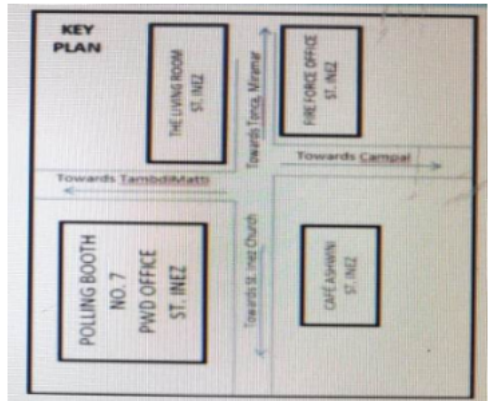 KEY
PLAN
THE LIVING ROOM
ST. INEZ
Towards Tonca, Miramar
FIRE FORCE OFFICE
ST. INEZ
Towards Campal
Towards TambdiMatti
POLLING BOOTH
NO. 7
PWD OFFICE
ST. INEZ
Towards St. Inez Church
CAFÉ ASHWINI
ST. INEZ